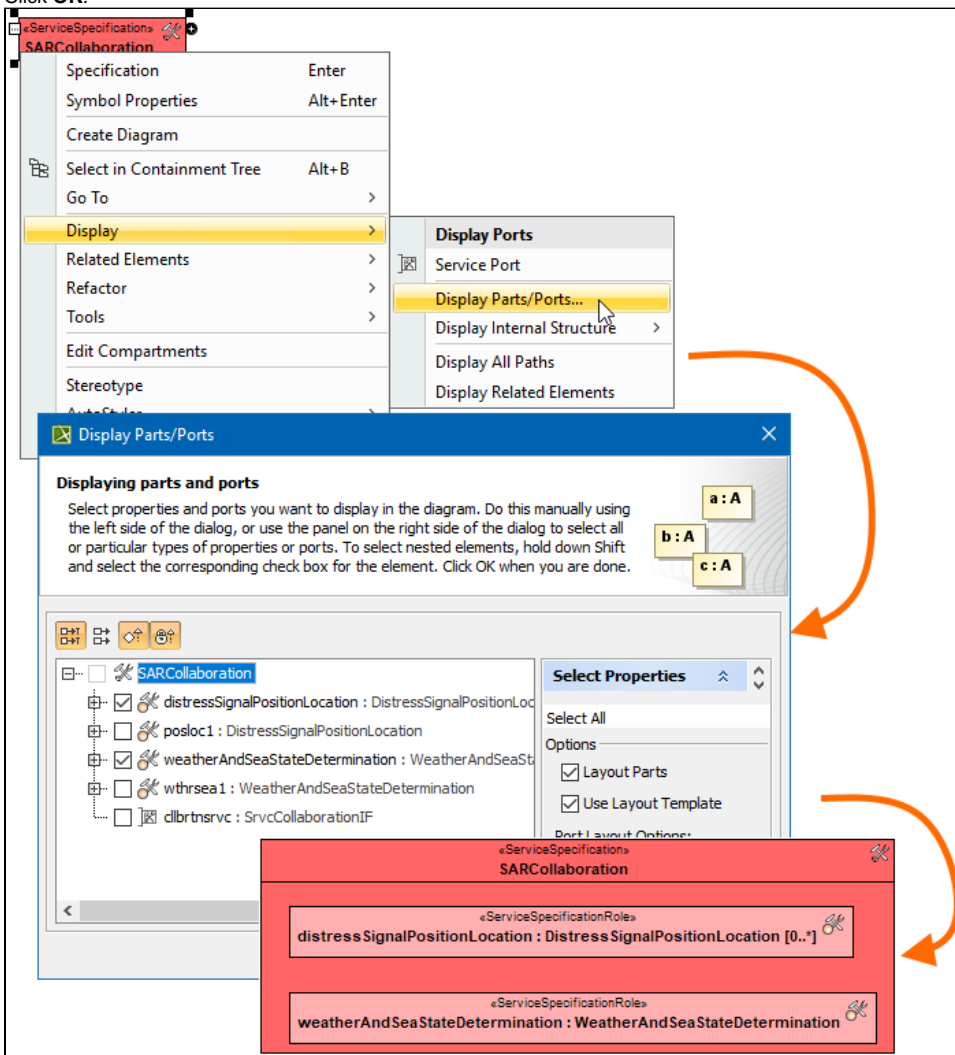 Click OK.
«ServiceSpecification»
SARCollaboration
Specification Enter
Symbol Properties Alt+Enter
Create Diagram
Select in Containment Tree Alt+B
Go To
Display
Related Elements
Refactor
Tools
Edit Compartments
Stereotype
Display Ports
Service Port
Display Parts/Ports...
Display Internal Structure
Display All Paths
Display Related Elements
Display Parts/Ports
Displaying parts and ports
Select properties and ports you want to display in the diagram. Do this manually using
the left side of the dialog, or use the panel on the right side of the dialog to select all
or particular types of properties or ports. To select nested elements, hold down Shift
and select the corresponding check box for the element. Click OK when you are done.
a : A
b : A
c : A
SARCollaboration
distressSignalPositionLocation : DistressSignalPositionLoc
posloc1 : DistressSignalPositionLocation
weatherAndSeaStateDetermination : WeatherAndSeaSt
wthrsea1 : WeatherAndSeaStateDetermination
clbrtnsrvc : SrvcCollaborationIF
Select Properties
Select All
Options
Layout Parts
Use Layout Template
Port Layout Options:
«ServiceSpecification»
SARCollaboration
«ServiceSpecificationRole»
distressSignalPositionLocation : DistressSignalPositionLocation [0..*]
«ServiceSpecificationRole»
weatherAndSeaStateDetermination : WeatherAndSeaStateDetermination